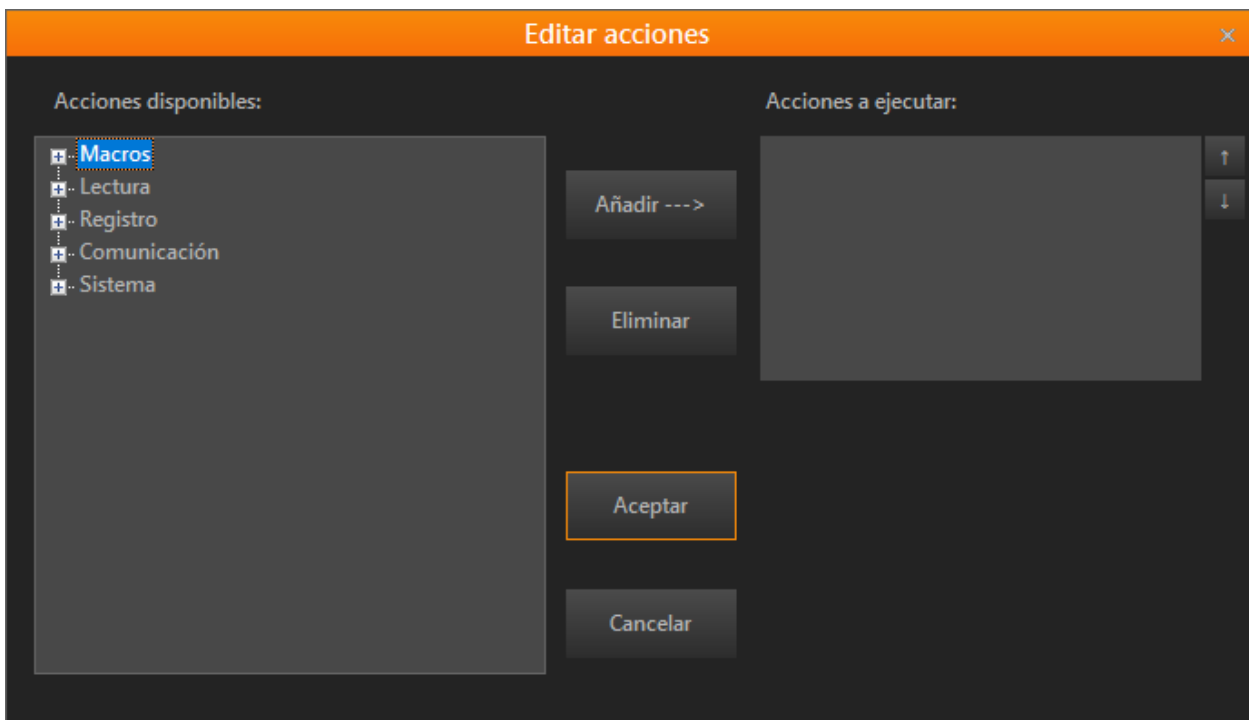 Editar acciones
Acciones disponibles:
Acciones a ejecutar:
Macros
Lectura
Registro
Comunicación
Sistema
Añadir --->
Eliminar
Aceptar
Cancelar